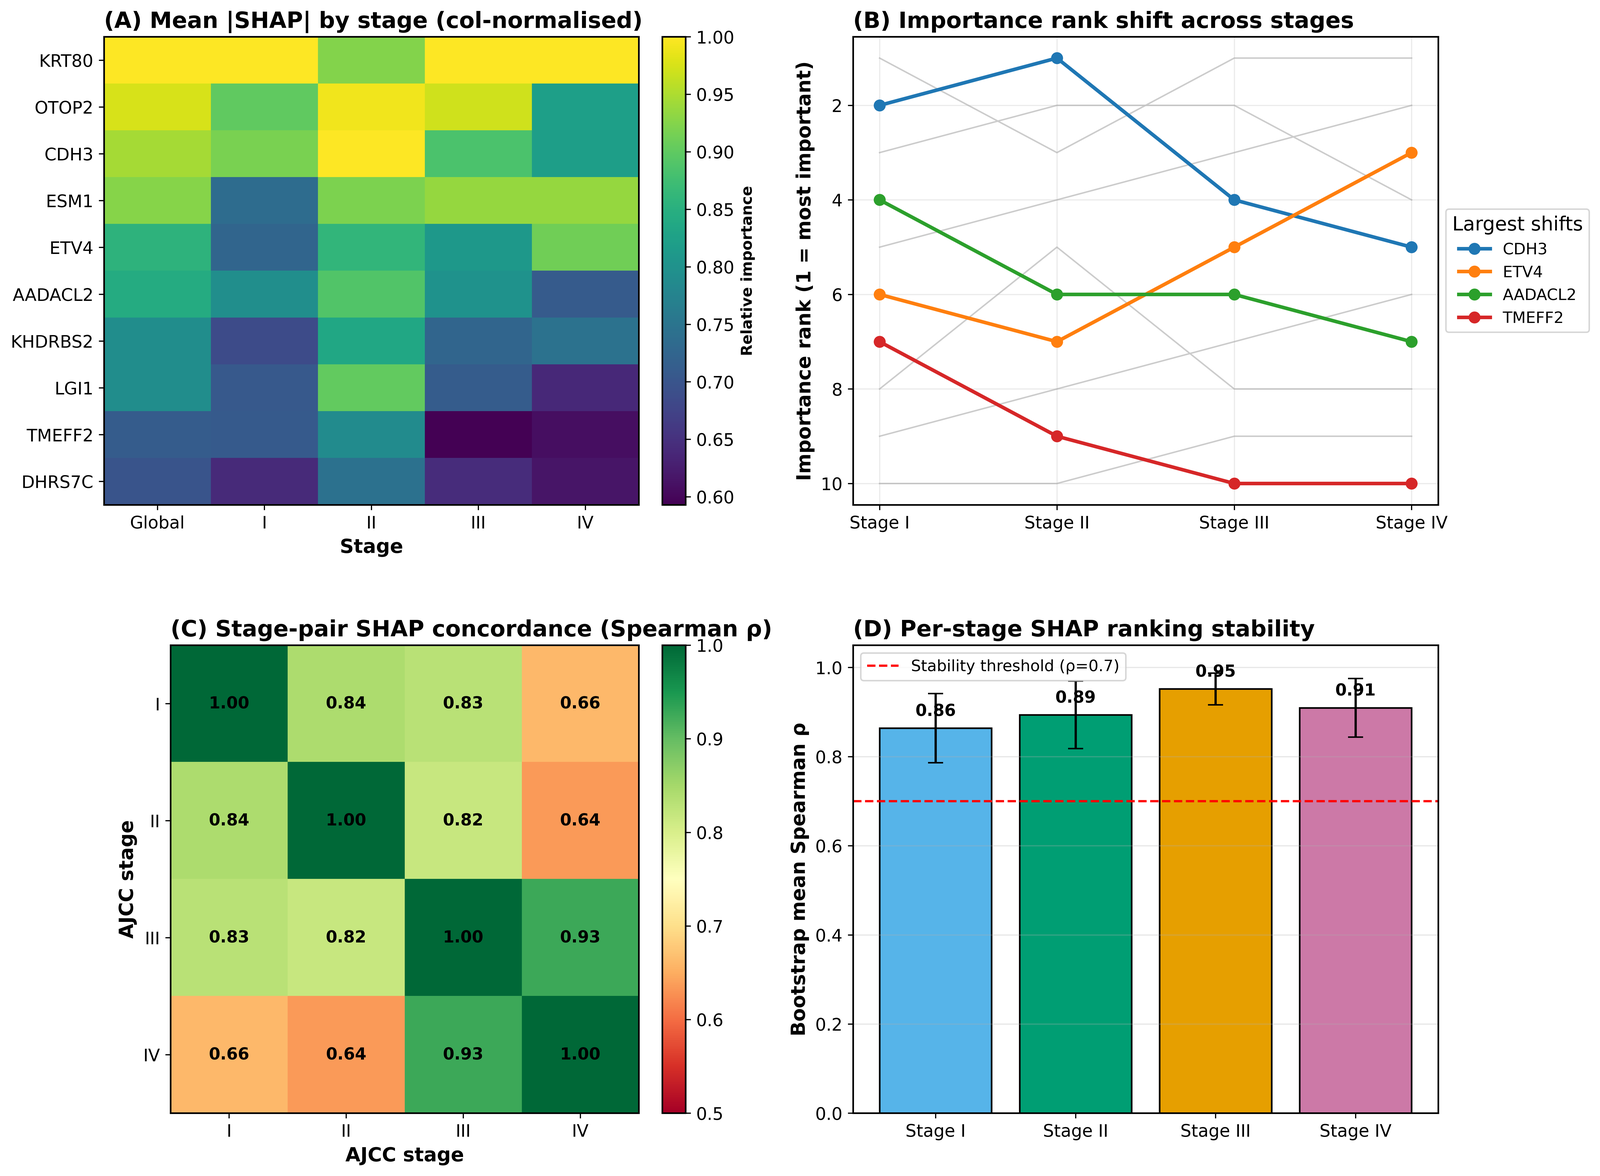 (A) Mean |SHAP| by stage (col-normalised)
KRT80
OTOP2
CDH3
ESM1
ETV4
AADACL2
KHDRBS2
LGI1
TMEFF2
DHRS7C
Global I II III IV
Stage
1.00
0.95
0.90
0.85
0.80
0.75
0.70
0.65
0.60
Relative importance
(B) Importance rank shift across stages
Importance rank (1 = most important)
2
4
6
8
10
Stage I Stage II Stage III Stage IV
Largest shifts
CDH3
ETV4
AADACL2
TMEFF2
(C) Stage-pair SHAP concordance (Spearman ρ)
AJCC stage
I 1.00 0.84 0.83 0.66
II 0.84 1.00 0.82 0.64
III 0.83 0.82 1.00 0.93
IV 0.66 0.64 0.93 1.00
I II III IV
AJCC stage
1.0
0.9
0.8
0.7
0.6
0.5
(D) Per-stage SHAP ranking stability
Stability threshold (ρ=0.7)
Bootstrap mean Spearman ρ
1.0
0.8
0.6
0.4
0.2
0.0
0.86 0.89 0.95 0.91
Stage I Stage II Stage III Stage IV